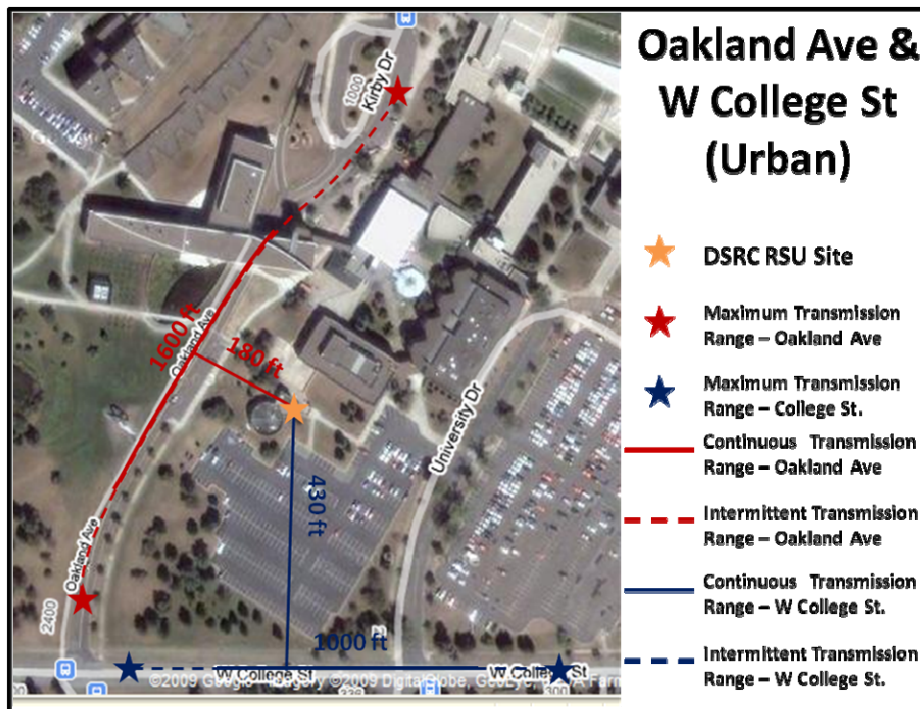 Oakland Ave &
W College St
(Urban)
DSRC RSU Site
Maximum Transmission
Range – Oakland Ave
Maximum Transmission
Range – College St.
Continuous Transmission
Range – Oakland Ave
Intermittent Transmission
Range – Oakland Ave
Continuous Transmission
Range – W College St.
Intermittent Transmission
Range – W College St.
1000
Kirby Dr
1600 ft
Oakland Ave
180 ft
University Dr
430 ft
Oakland Ave
2400
1000 ft
W College St
W College St
300
©2009 Google - Imagery ©2009 DigitalGlobe, GeoEye,